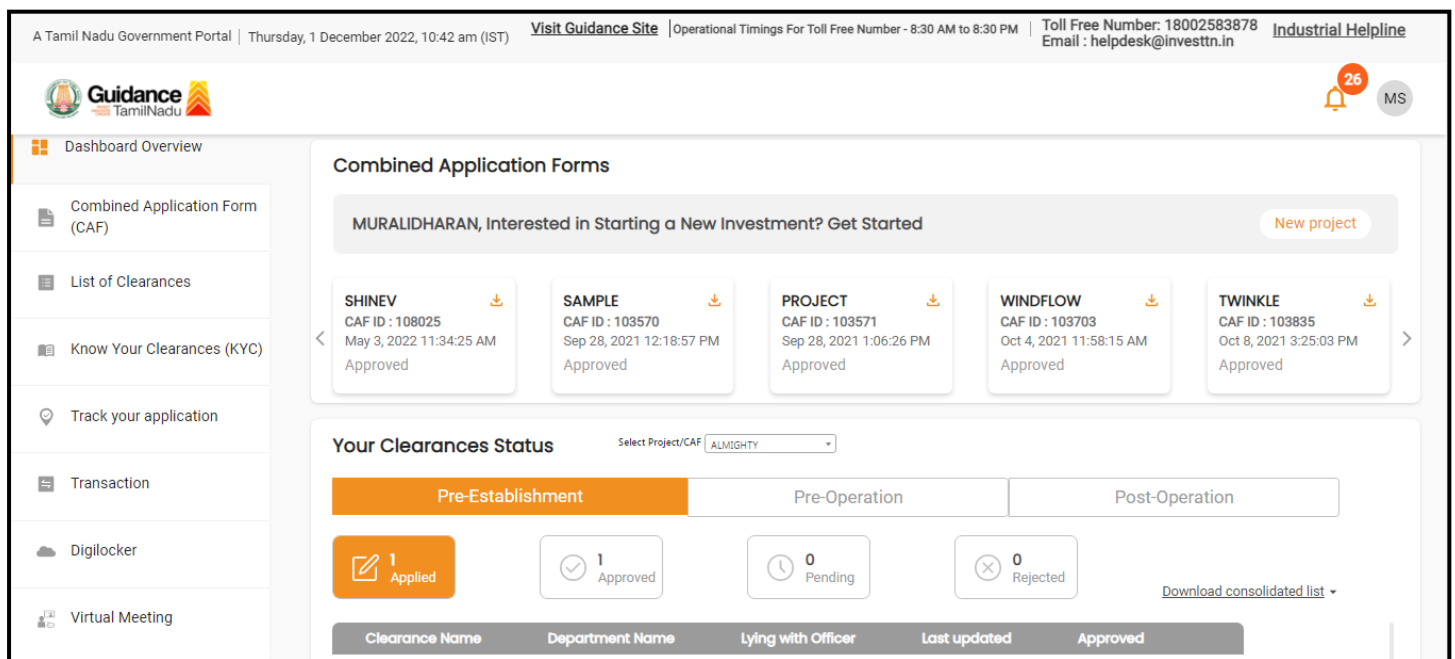 A Tamil Nadu Government Portal | Thursday, 1 December 2022, 10:42 am (IST)
Visit Guidance Site | Operational Timings For Toll Free Number - 8:30 AM to 8:30 PM | Toll Free Number: 18002583878
Email : helpdesk@investtn.in
Industrial Helpline
Guidance
TamilNadu
26
MS
Dashboard Overview
Combined Application Form
(CAF)
List of Clearances
Know Your Clearances (KYC)
Track your application
Transaction
Digilocker
Virtual Meeting
Combined Application Forms
MURALIDHARAN, Interested in Starting a New Investment? Get Started
New project
SHINEV
CAF ID : 108025
May 3, 2022 11:34:25 AM
Approved
SAMPLE
CAF ID : 103570
Sep 28, 2021 12:18:57 PM
Approved
PROJECT
CAF ID : 103571
Sep 28, 2021 1:06:26 PM
Approved
WINDFLOW
CAF ID : 103703
Oct 4, 2021 11:58:15 AM
Approved
TWINKLE
CAF ID : 103835
Oct 8, 2021 3:25:03 PM
Approved
Your Clearances Status
Select Project/CAF ALMIGHTY
Pre-Establishment Pre-Operation Post-Operation
1
Applied
1
Approved
0
Pending
0
Rejected
Download consolidated list
Clearance Name Department Name Lying with Officer Last updated Approved